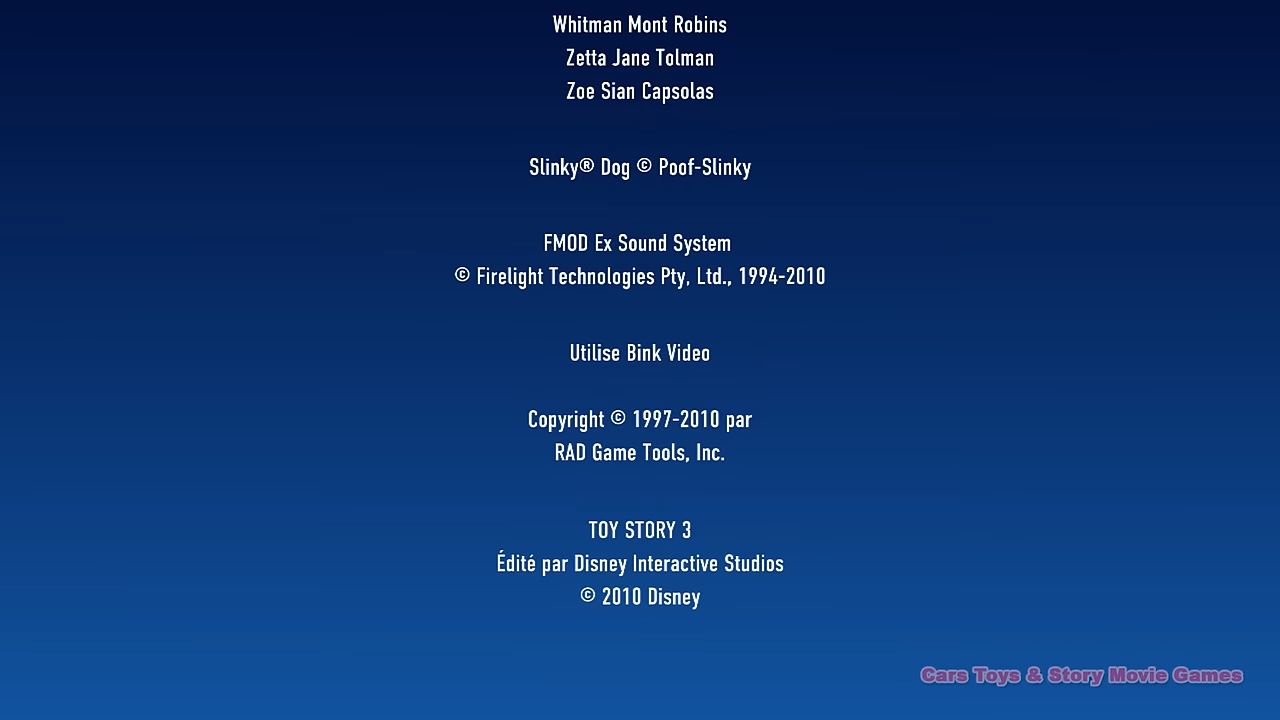 Whitman Mont Robins
Zetta Jane Tolman
Zoe Sian Capsolas
Slinky® Dog © Poof-Slinky
FMOD Ex Sound System
© Firelight Technologies Pty, Ltd., 1994-2010
Utilise Bink Video
Copyright © 1997-2010 par
RAD Game Tools, Inc.
TOY STORY 3
Édité par Disney Interactive Studios
© 2010 Disney
Cars Toys & Story Movie Games